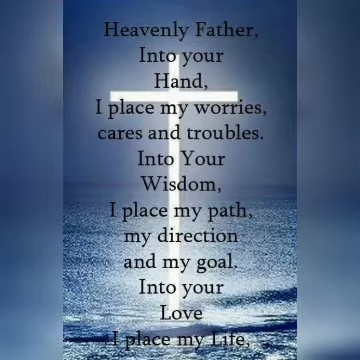 Heavenly Father,
Into your
Hand,
I place my worries,
cares and troubles.
Into Your
Wisdom,
I place my path,
my direction
and my goal.
Into your
Love
I place my Life,